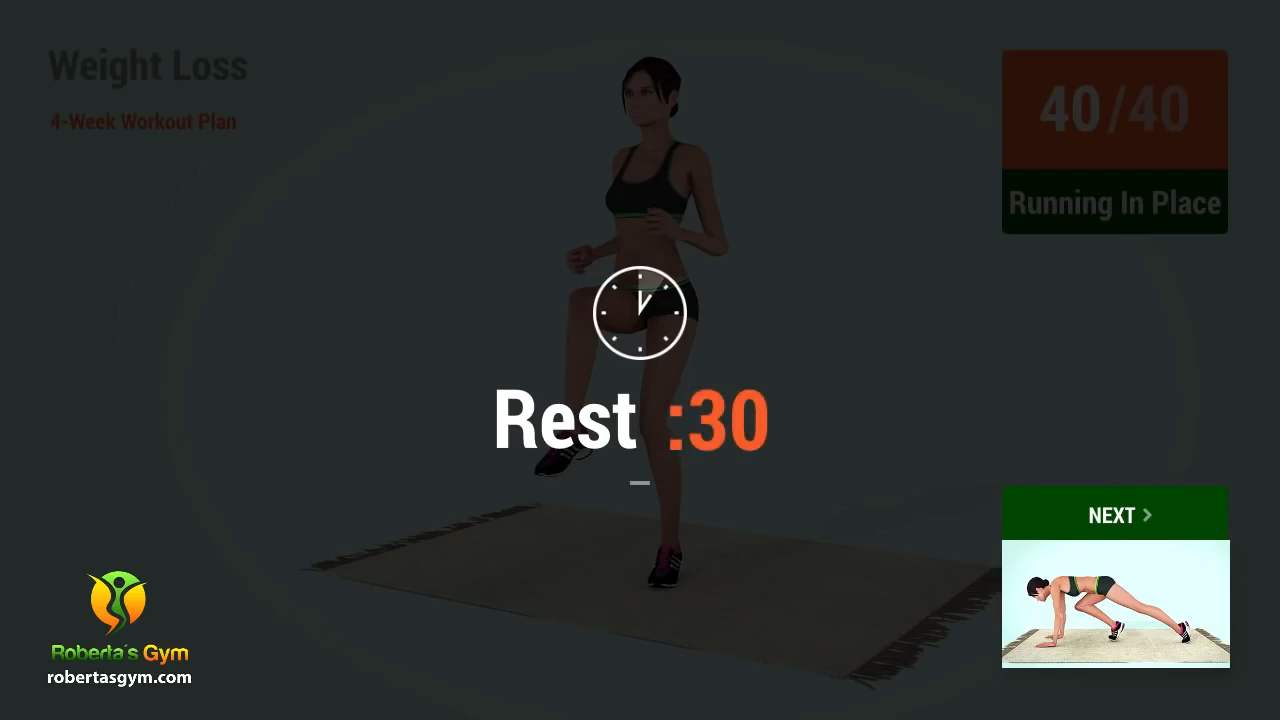 Weight Loss
4-Week Workout Plan
40/40
Running In Place
Rest :30
NEXT >
Roberta's Gym
robertasgym.com